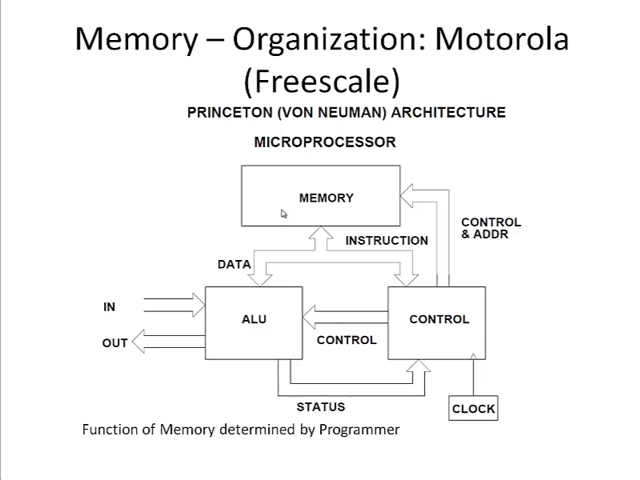 Memory – Organization: Motorola
(Freescale)
PRINCETON (VON NEUMAN) ARCHITECTURE
MICROPROCESSOR
MEMORY
CONTROL
& ADDR
INSTRUCTION
DATA
IN
ALU
CONTROL
OUT
CONTROL
STATUS
CLOCK
Function of Memory determined by Programmer